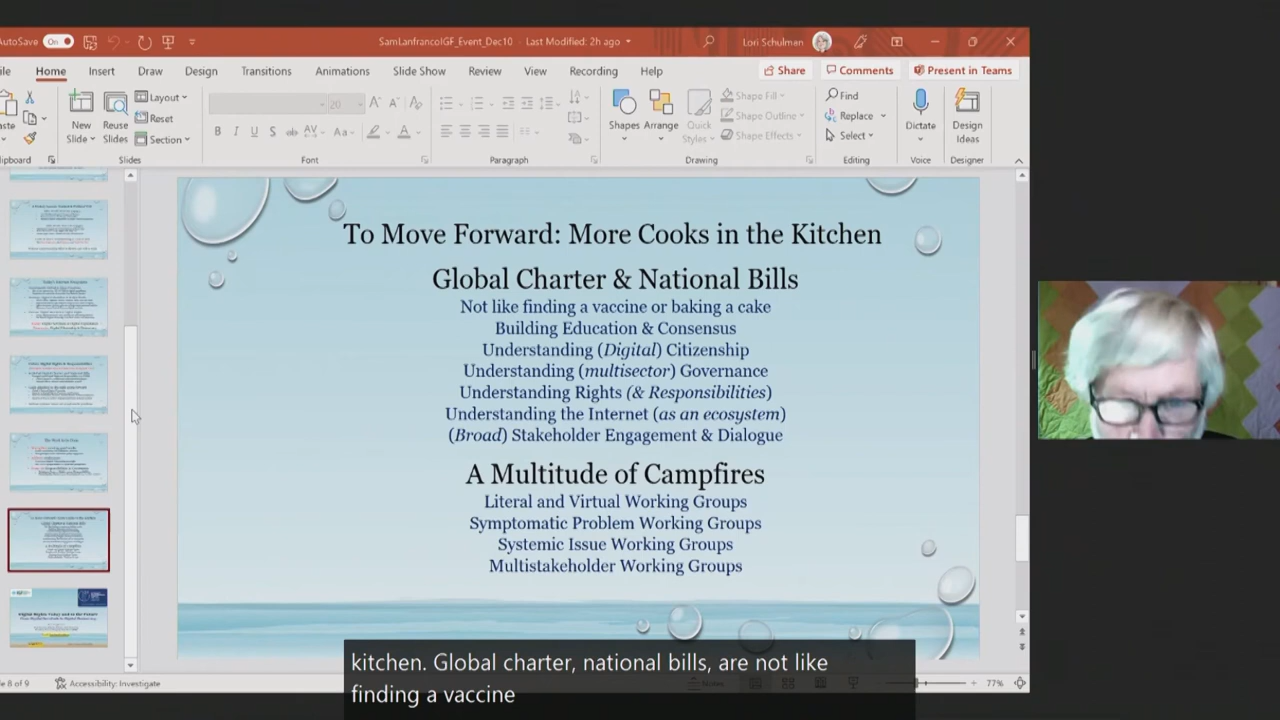 AutoSave On SamLanfrancoIGF_Event_Dec10 - Last Modified: 2h ago Lori Schulman
Home Insert Draw Design Transitions Animations Slide Show Review View Recording Help Share Comments Present in Teams
New Slide
Reuse Slides
Layout
Reset
Section
20
Shapes
Arrange
Quick Styles
Shape Fill
Shape Outline
Shape Effects
Find
Replace
Select
Dictate
Design Ideas
Slides Font Paragraph Drawing Editing Voice Designer
To Move Forward: More Cooks in the Kitchen
Global Charter & National Bills
Not like finding a vaccine or baking a cake
Building Education & Consensus
Understanding (Digital) Citizenship
Understanding (multisector) Governance
Understanding Rights (& Responsibilities)
Understanding the Internet (as an ecosystem)
(Broad) Stakeholder Engagement & Dialogue
A Multitude of Campfires
Literal and Virtual Working Groups
Symptomatic Problem Working Groups
Systemic Issue Working Groups
Multistakeholder Working Groups
kitchen. Global charter, national bills, are not like
finding a vaccine
8 of 9 Accessibility: Investigate Notes 77%